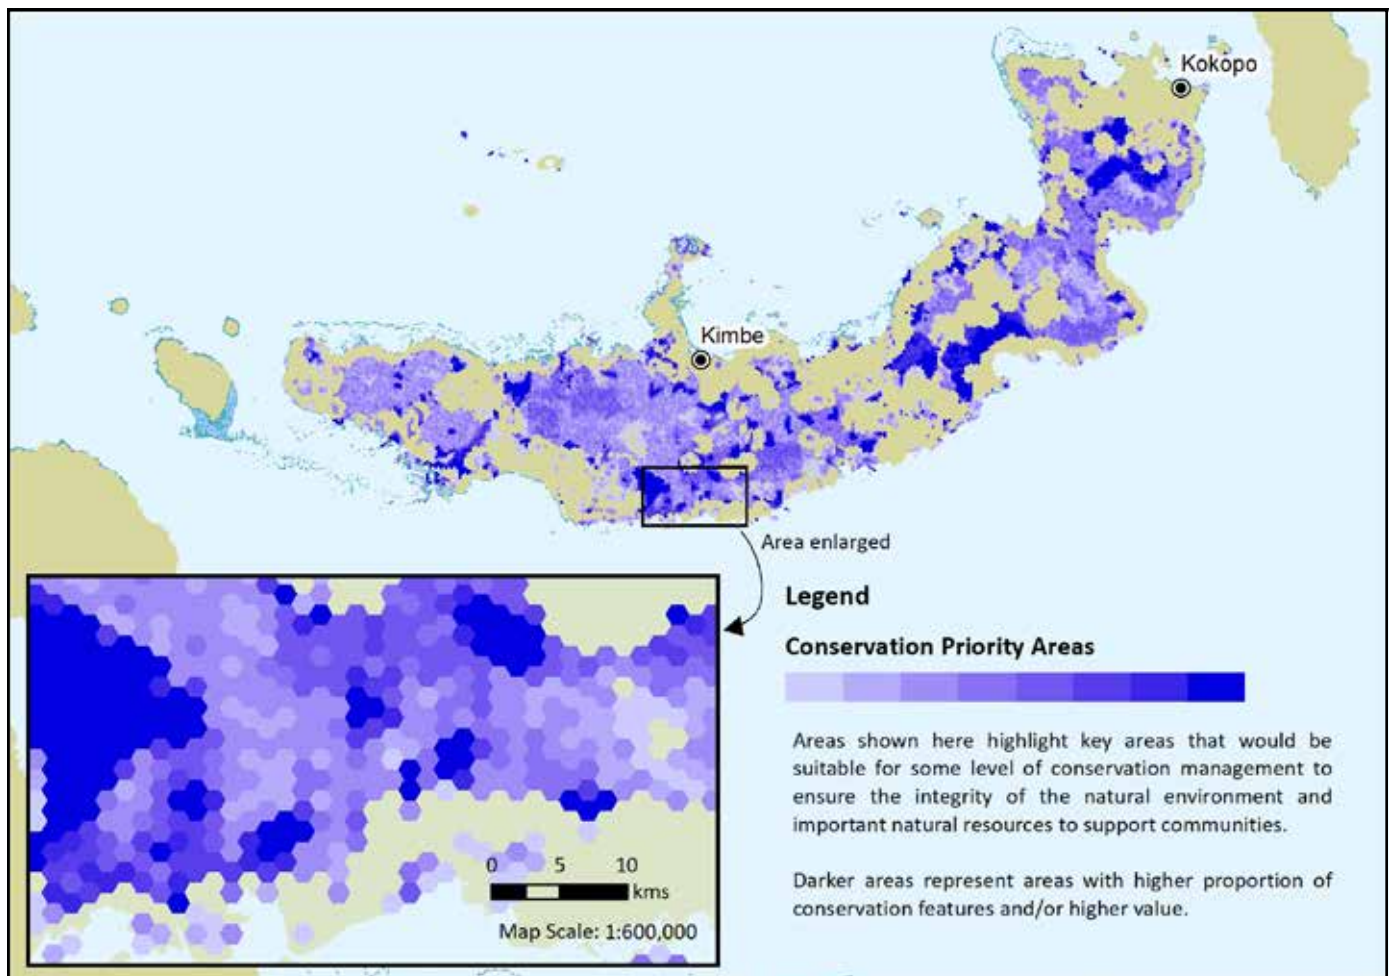 Kokopo
Kimbe
Area enlarged
Legend
Conservation Priority Areas
Areas shown here highlight key areas that would be
suitable for some level of conservation management to
ensure the integrity of the natural environment and
important natural resources to support communities.
Darker areas represent areas with higher proportion of
conservation features and/or higher value.
0 5 10
kms
Map Scale: 1:600,000